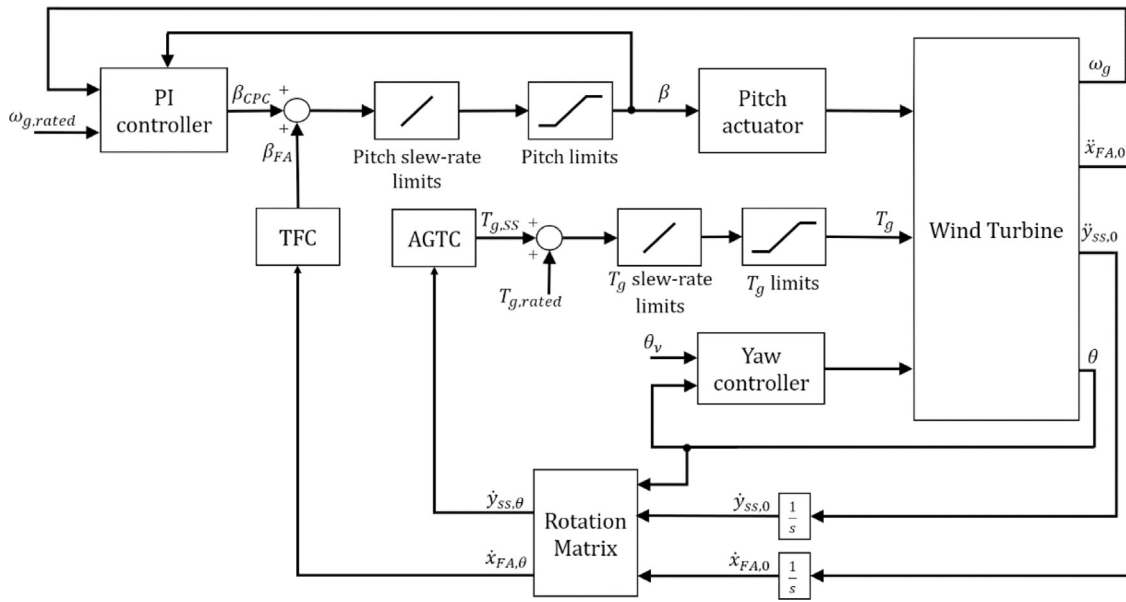 ω_g,rated
PI
controller
β_CPC
+
+
β_FA
Pitch slew-rate
limits
Pitch limits
β
Pitch
actuator
Wind Turbine
ω_g
ẍ_FA,0
ÿ_SS,0
θ
TFC
AGTC
T_g,SS
+
+
T_g,rated
T_g slew-rate
limits
T_g limits
T_g
θ_v
Yaw
controller
Rotation
Matrix
ẏ_SS,θ
ẋ_FA,θ
ẏ_SS,0
1
s
ẋ_FA,0
1
s